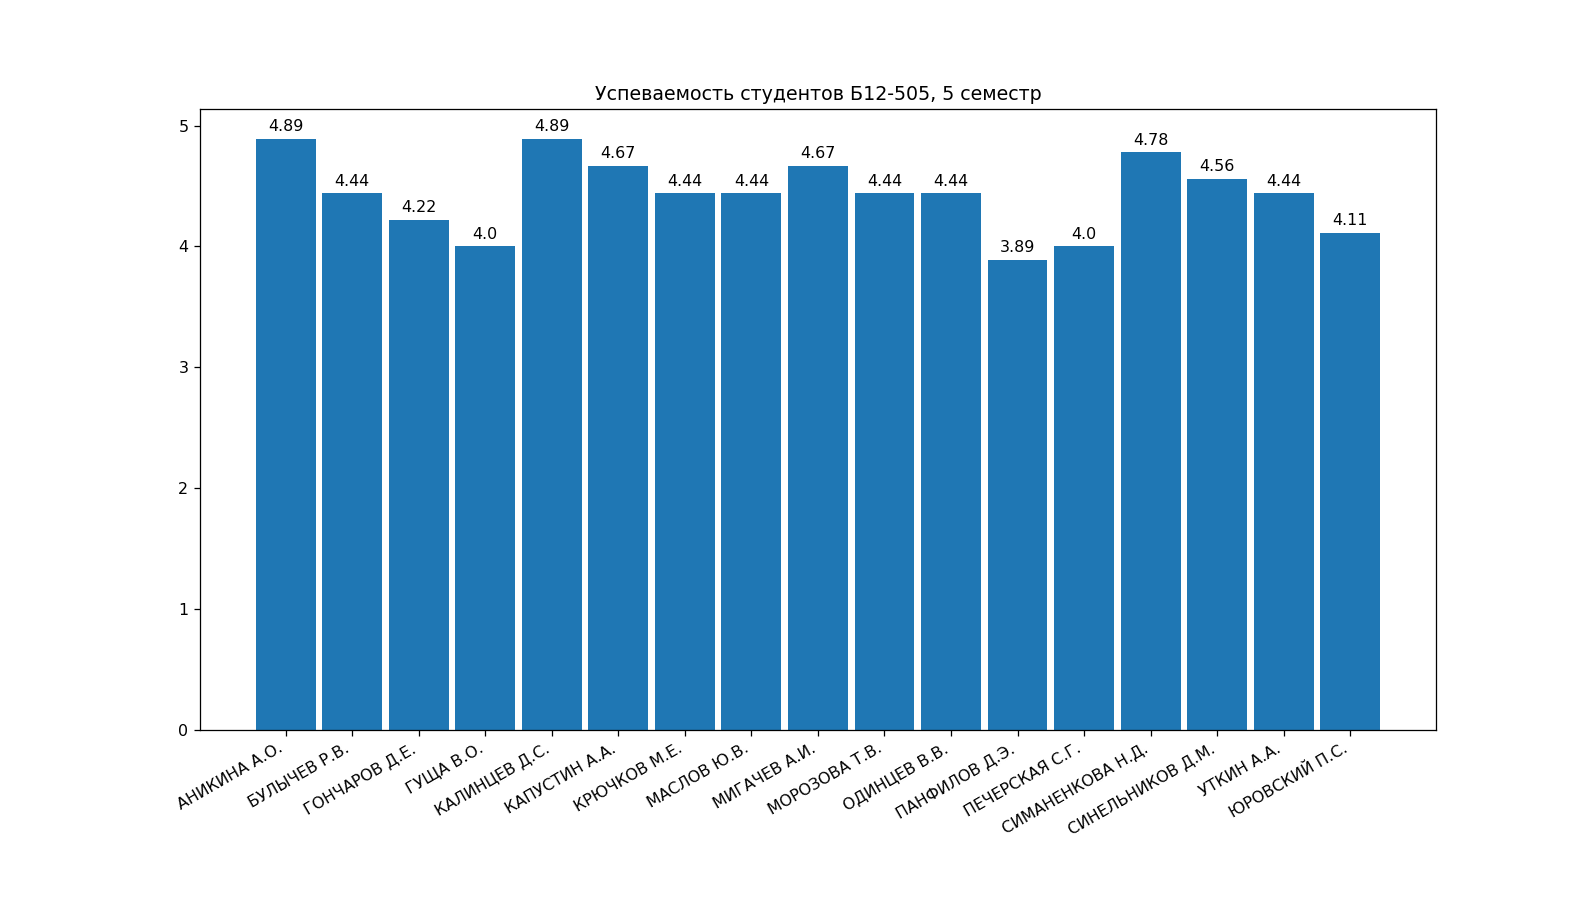 Успеваемость студентов Б12-505, 5 семестр
5
4
3
2
1
0
4.89
4.44
4.22
4.0
4.89
4.67
4.44
4.44
4.67
4.44
4.44
3.89
4.0
4.78
4.56
4.44
4.11
АНИКИНА А.О.
БУЛЫЧЕВ Р.В.
ГОНЧАРОВ Д.Е.
ГУЩА В.О.
КАЛИНЦЕВ Д.С.
КАПУСТИН А.А.
КРЮЧКОВ М.Е.
МАСЛОВ Ю.В.
МИГАЧЕВ А.И.
МОРОЗОВА Т.В.
ОДИНЦЕВ В.В.
ПАНФИЛОВ Д.Э.
ПЕЧЕРСКАЯ С.Г.
СИМАНЕНКОВА Н.Д.
СИНЕЛЬНИКОВ Д.М.
УТКИН А.А.
ЮРОВСКИЙ П.С.